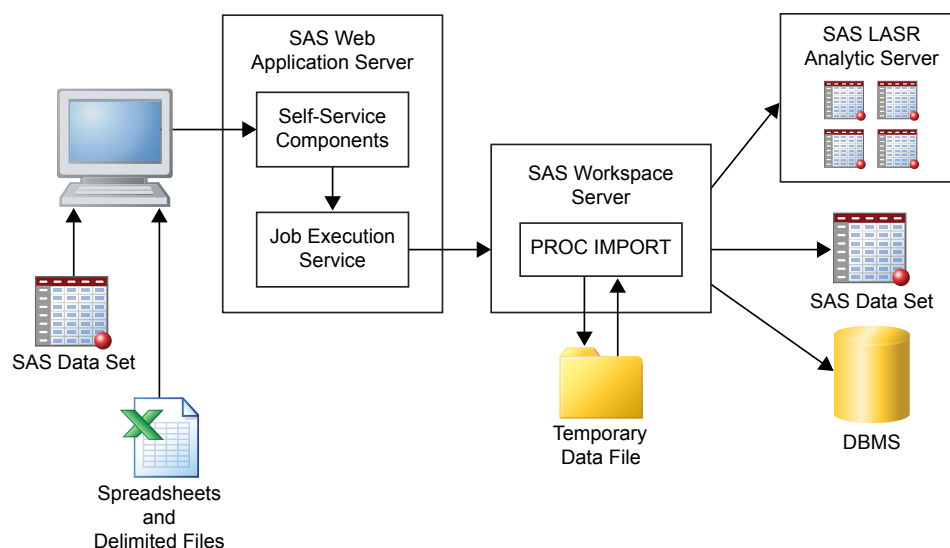 SAS Web
Application Server
Self-Service
Components
Job Execution
Service
SAS Data Set
Spreadsheets
and
Delimited Files
SAS Workspace
Server
PROC IMPORT
Temporary
Data File
SAS LASR
Analytic Server
SAS Data Set
DBMS